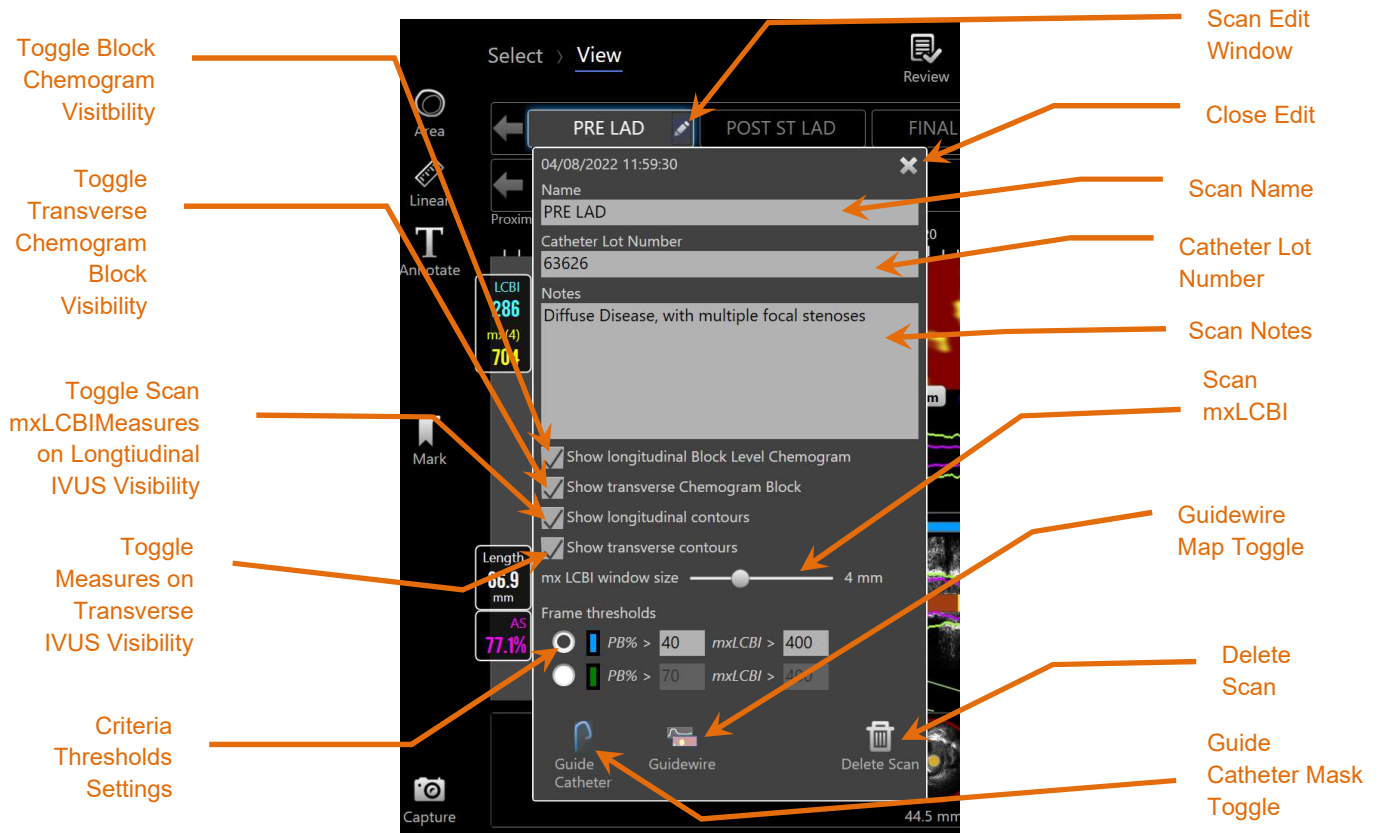 Toggle Block
Chemogram
Visitbility
Toggle
Transverse
Chemogram
Block
Visibility
Toggle Scan
mxLCBIMeasures
on Longtiudinal
IVUS Visibility
Toggle
Measures on
Transverse
IVUS Visibility
Criteria
Thresholds
Settings
Select › View
Review
Area
Linear
Annotate
Mark
Capture
PRE LAD
POST ST LAD
FINAL
Proxim
LCBI
286
mx(4)
704
Length
66.9
mm
AS
77.1%
04/08/2022 11:59:30
Name
PRE LAD
Catheter Lot Number
63626
Notes
Diffuse Disease, with multiple focal stenoses
Show longitudinal Block Level Chemogram
Show transverse Chemogram Block
Show longitudinal contours
Show transverse contours
mx LCBI window size 4 mm
Frame thresholds
PB% > 40 mxLCBI > 400
PB% > 70 mxLCBI >
Guide
Catheter
Guidewire
Delete Scan
m
44.5 mm
Scan Edit
Window
Close Edit
Scan Name
Catheter Lot
Number
Scan Notes
Scan
mxLCBI
Guidewire
Map Toggle
Delete
Scan
Guide
Catheter Mask
Toggle